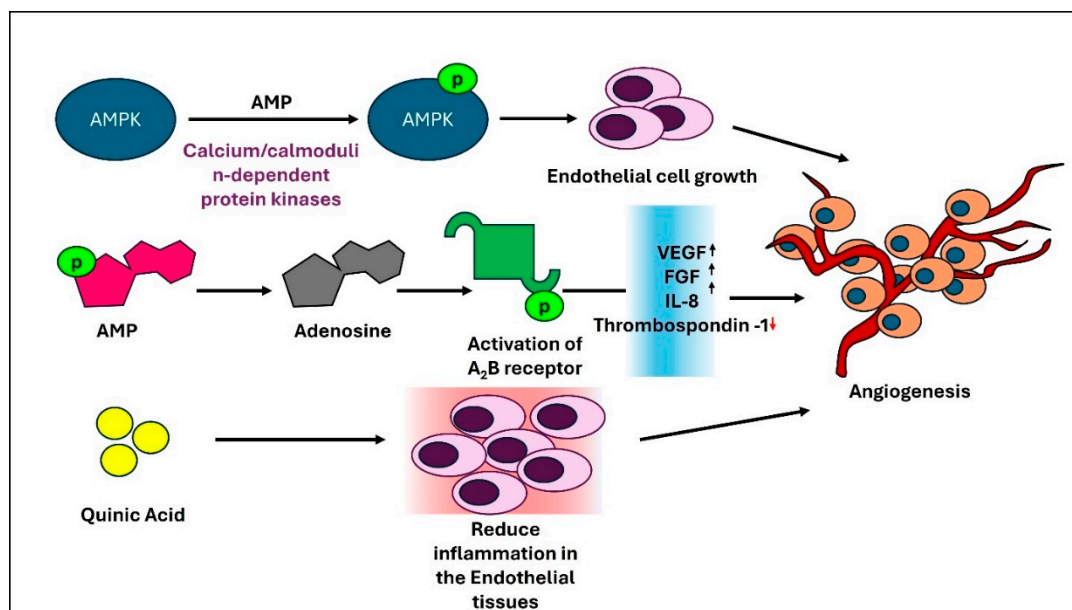 AMPK
AMP
p
AMPK
Calcium/calmoduli
n-dependent
protein kinases
Endothelial cell growth
p
AMP
Adenosine
p
Activation of
A₂B receptor
VEGF↑
FGF↑
IL-8↑
Thrombospondin -1↓
Angiogenesis
Quinic Acid
Reduce
inflammation in
the Endothelial
tissues